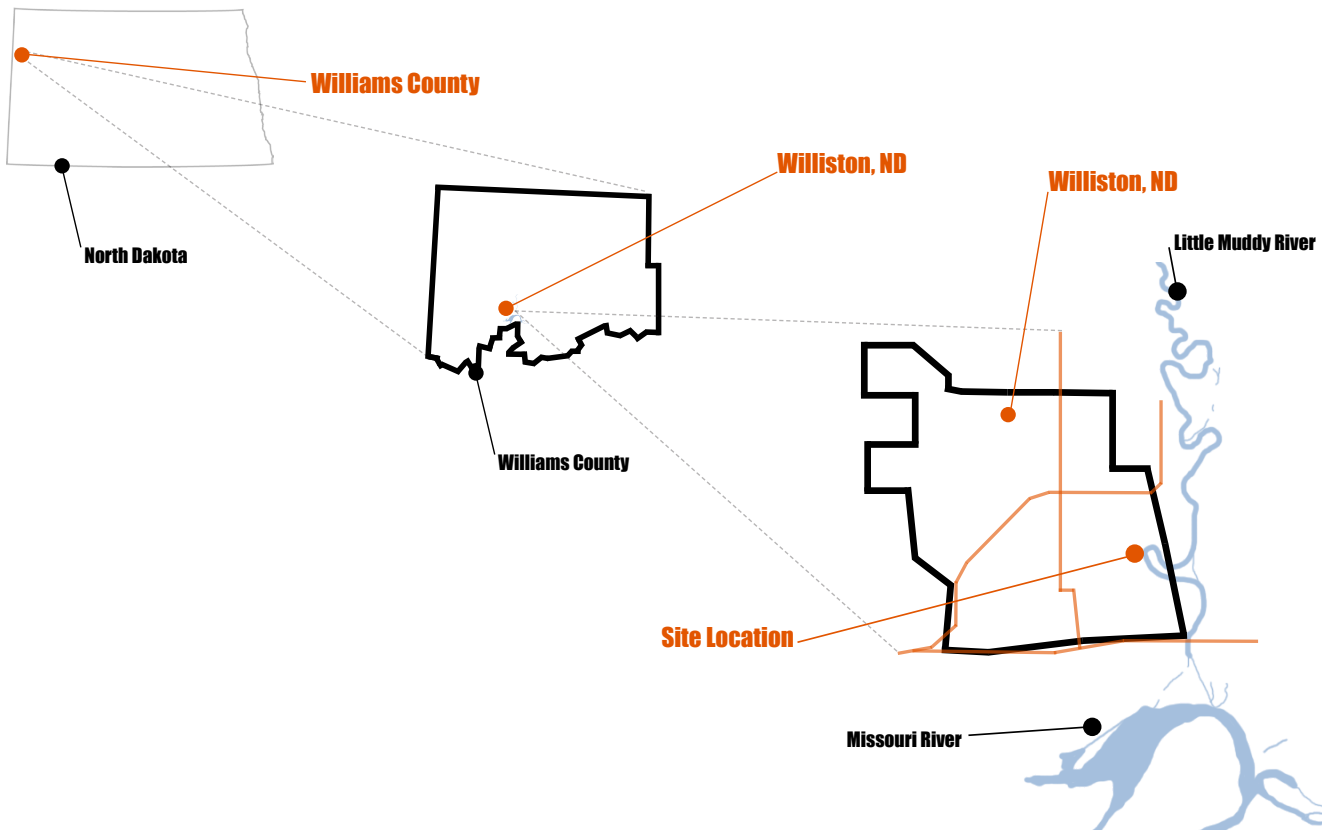 Williams County
North Dakota
Williston, ND
Williams County
Williston, ND
Little Muddy River
Site Location
Missouri River